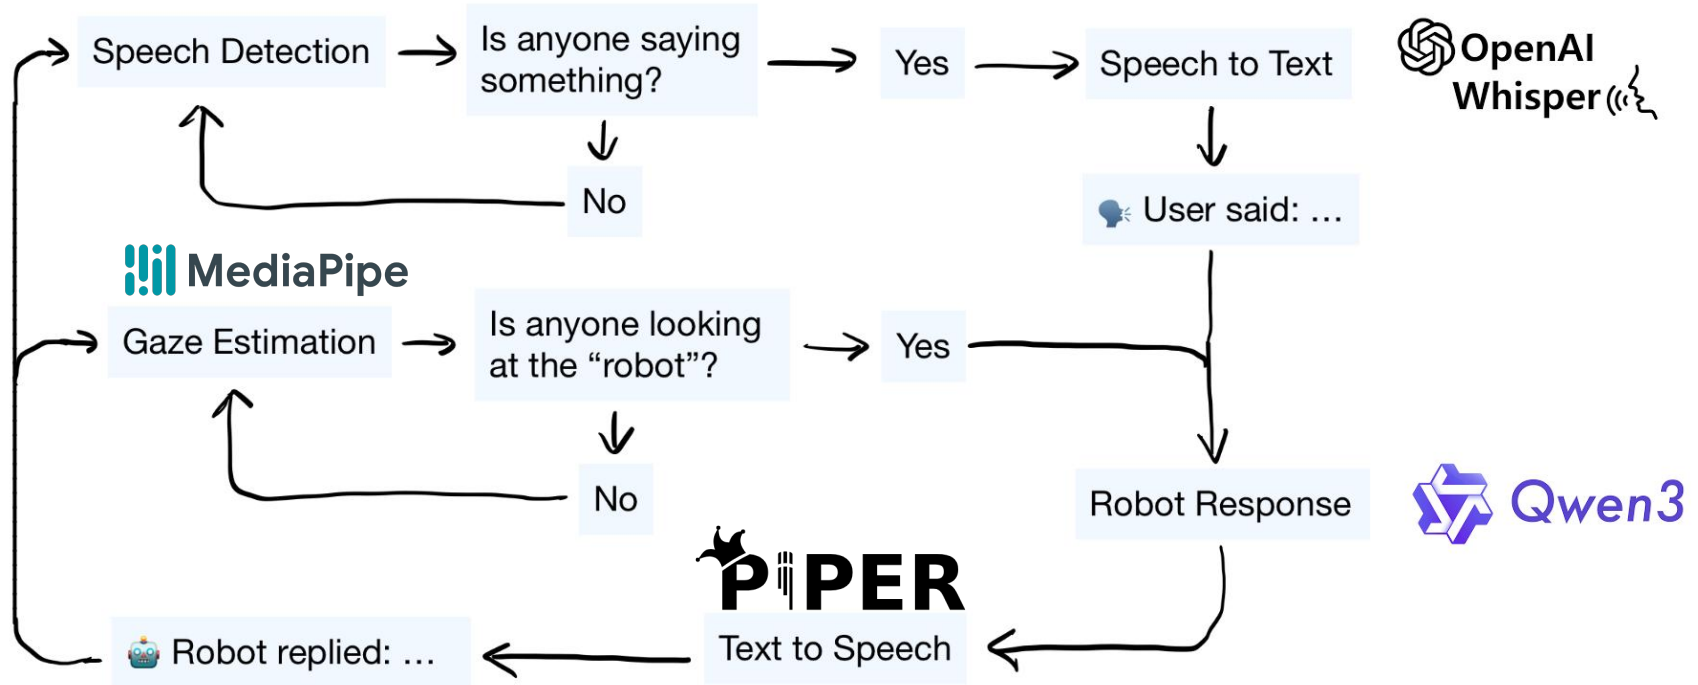 Speech Detection
Is anyone saying
something?
Yes
Speech to Text
OpenAI
Whisper
No
User said: ...
MediaPipe
Gaze Estimation
Is anyone looking
at the “robot”?
Yes
No
Robot Response
Qwen3
PIPER
Text to Speech
Robot replied: ...